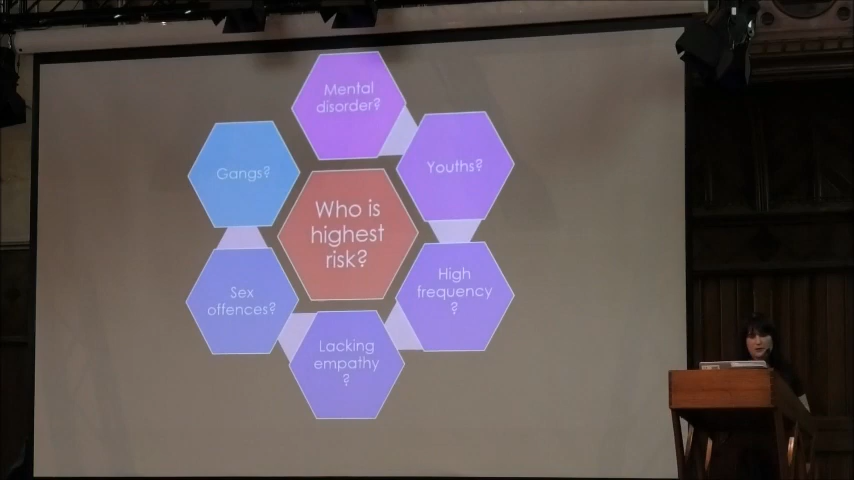 Mental
disorder?
Youths?
Gangs?
Who is
highest
risk?
High
frequency
?
Sex
offences?
Lacking
empathy
?